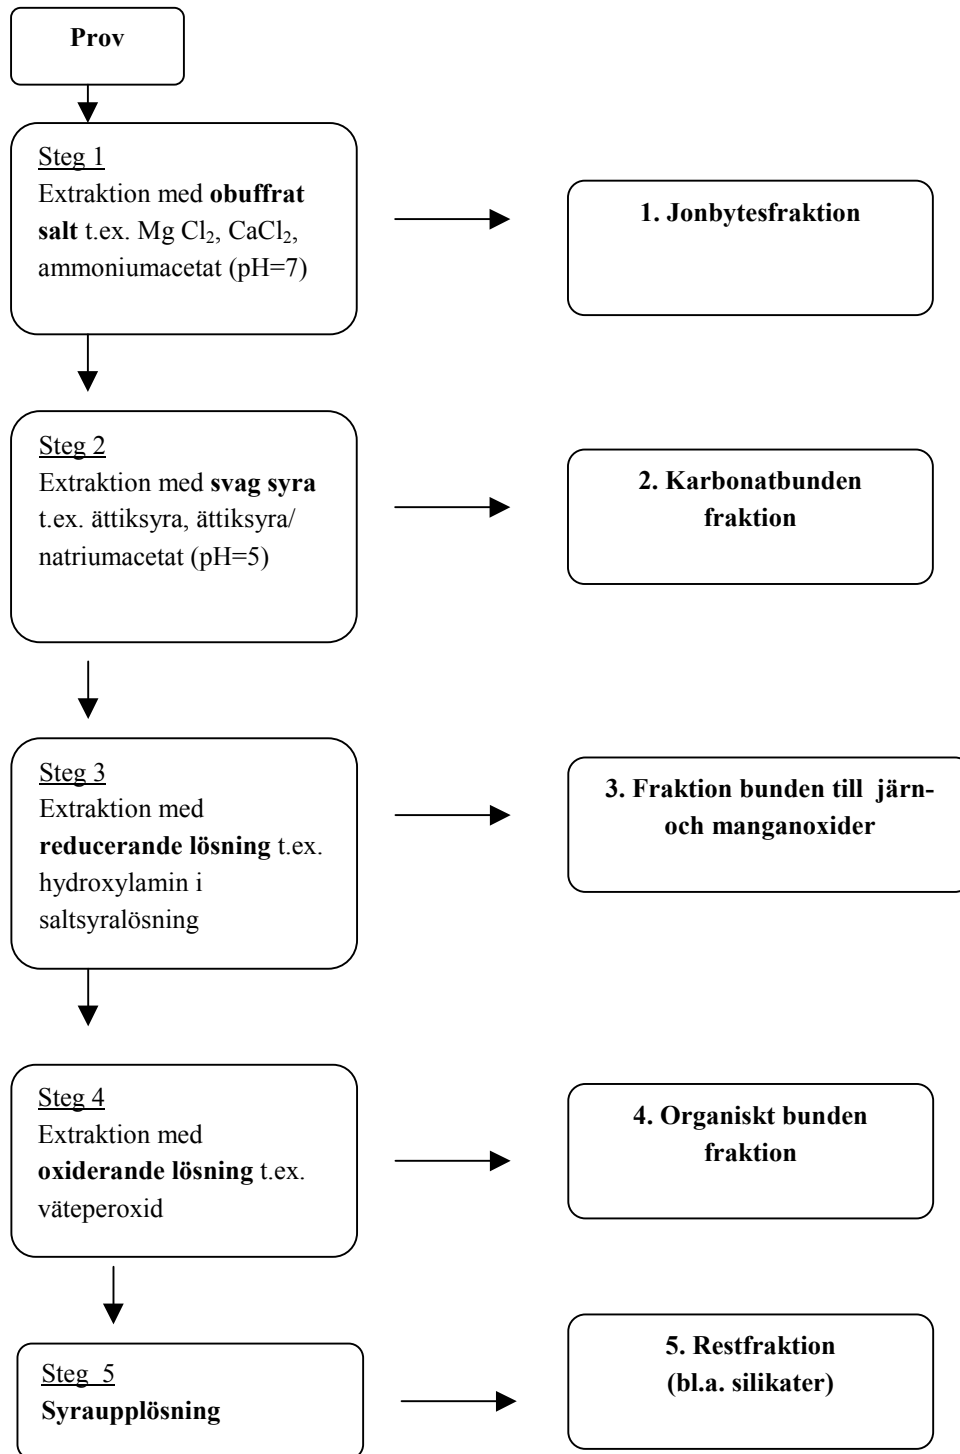 Prov
Steg 1
Extraktion med obuffrat
salt t.ex. Mg Cl₂, CaCl₂,
ammoniumacetat (pH=7)
1. Jonbytesfraktion
Steg 2
Extraktion med svag syra
t.ex. ättiksyra, ättiksyra/
natriumacetat (pH=5)
2. Karbonatbunden
fraktion
Steg 3
Extraktion med
reducerande lösning t.ex.
hydroxylamin i
saltsyralösning
3. Fraktion bunden till järn-
och manganoxider
Steg 4
Extraktion med
oxiderande lösning t.ex.
väteperoxid
4. Organiskt bunden
fraktion
Steg 5
Syraupplösning
5. Restfraktion
(bl.a. silikater)